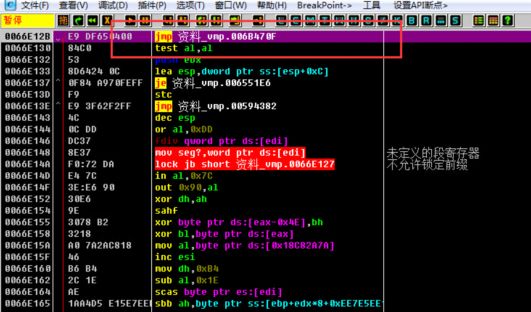 文件(F) 查看(V) 调试(D) 插件(P) 选项(T) 窗口(W) 帮助(H) BreakPoint-> 工具 设置API断点->
暂停
0066E12B E9 DF650400 jmp 资料_vmp.006B470F
0066E130 84C0 test al,al
0066E132 53 push edx
0066E133 8D6424 0C lea esp,dword ptr ss:[esp+0xC]
0066E137 0F84 A970FEFF je 资料_vmp.006551E6
0066E13D F9 stc
0066E13E E9 3F62F2FF jmp 资料_vmp.00594382
0066E143 4C dec esp
0066E144 0C DD or al,0xDD
0066E146 DC37 fdiv qword ptr ds:[edi]
0066E148 8E37 mov seg?,word ptr ds:[edi] 未定义的段寄存器
0066E14A F0:72 DA lock jb short 资料_vmp.0066E127 不允许锁定前缀
0066E14D E4 7C in al,0x7C
0066E14F 3E:E6 90 out 0x90,al
0066E152 30E6 xor dh,ah
0066E154 9E sahf
0066E155 3078 B2 xor byte ptr ds:[eax-0x4E],bh
0066E158 3218 xor bl,byte ptr ds:[eax]
0066E15A A0 7A2AC818 mov al,byte ptr ds:[0x18C82A7A]
0066E15F 46 inc esi
0066E160 B6 B4 mov dh,0xB4
0066E162 2C 1E sub al,0x1E
0066E164 AE scas byte ptr es:[edi]
0066E165 1AA4D5 E15E7EE sbb ah,byte ptr ss:[ebp+edx*8+0xEE7E5EE1